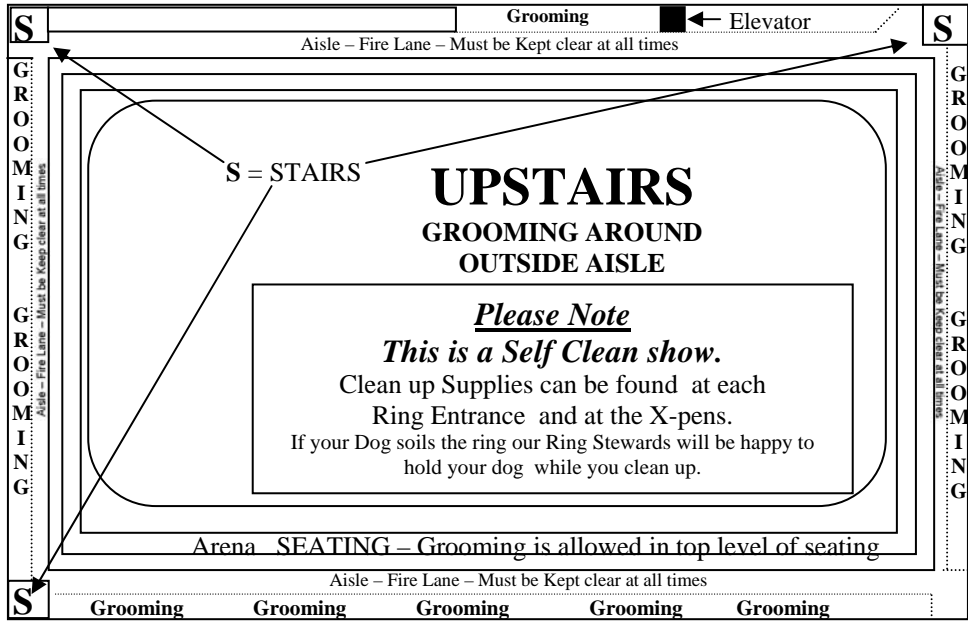 S
Grooming
Elevator
S
Aisle – Fire Lane – Must be Kept clear at all times
GROOMING
GROOMING
Aisle – Fire Lane – Must be Keep clear at all times
S = STAIRS
UPSTAIRS
GROOMING AROUND
OUTSIDE AISLE
Please Note
This is a Self Clean show.
Clean up Supplies can be found at each
Ring Entrance and at the X-pens.
If your Dog soils the ring our Ring Stewards will be happy to
hold your dog while you clean up.
Aisle – Fire Lane – Must be Keep clear at all times
GROOMING
GROOMING
Arena SEATING – Grooming is allowed in top level of seating
Aisle – Fire Lane – Must be Kept clear at all times
S
Grooming Grooming Grooming Grooming Grooming